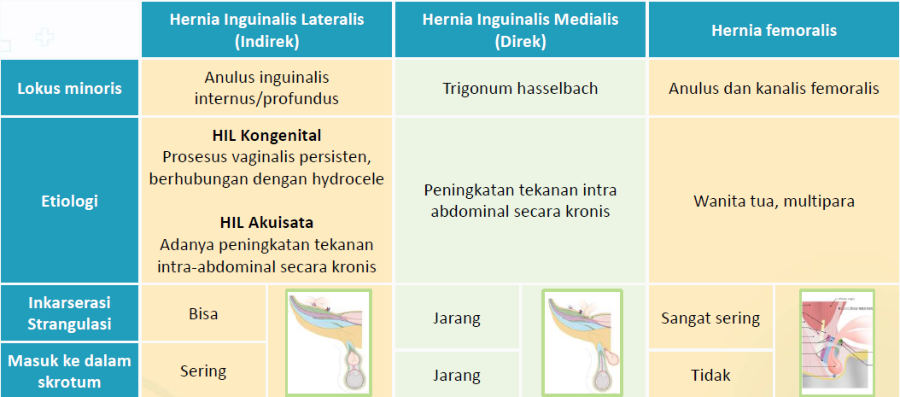 Hernia Inguinalis Lateralis
(Indirek)
Hernia Inguinalis Medialis
(Direk)
Hernia femoralis
Lokus minoris
Anulus inguinalis
internus/profundus
Trigonum hasselbach
Anulus dan kanalis femoralis
Etiologi
HIL Kongenital
Prosesus vaginalis persisten,
berhubungan dengan hydrocele
HIL Akuisata
Adanya peningkatan tekanan
intra-abdominal secara kronis
Peningkatan tekanan intra
abdominal secara kronis
Wanita tua, multipara
Inkarserasi
Strangulasi
Bisa
Jarang
Sangat sering
Masuk ke dalam
skrotum
Sering
Jarang
Tidak